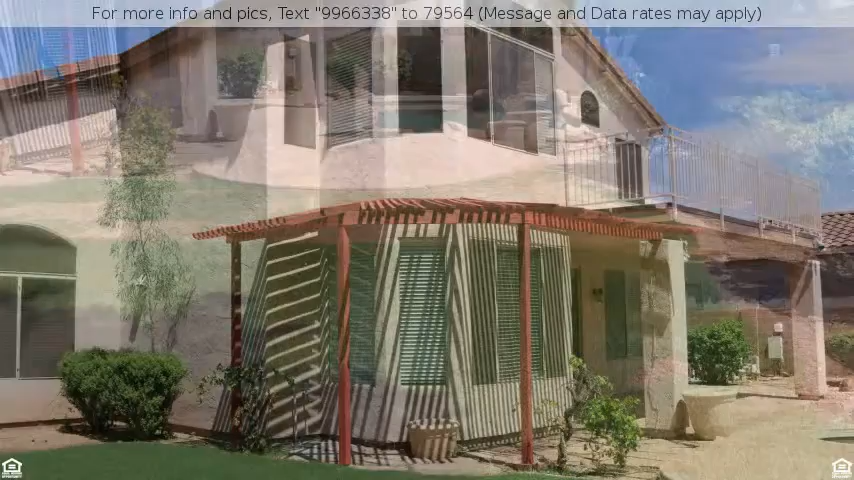 For more info and pics, Text "9966338" to 79564 (Message and Data rates may apply)